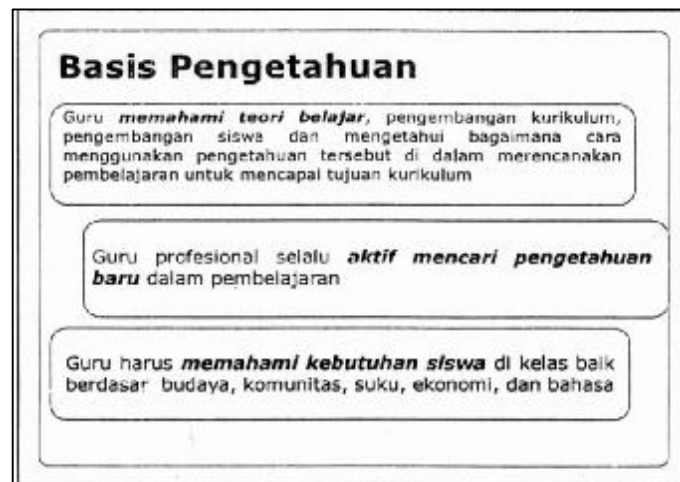 Basis Pengetahuan
Guru memahami teori belajar, pengembangan kurikulum,
pengembangan siswa dan mengetahui bagaimana cara
menggunakan pengetahuan tersebut di dalam merencanakan
pembelajaran untuk mencapai tujuan kurikulum
Guru profesional selalu aktif mencari pengetahuan
baru dalam pembelajaran
Guru harus memahami kebutuhan siswa di kelas baik
berdasar budaya, komunitas, suku, ekonomi, dan bahasa